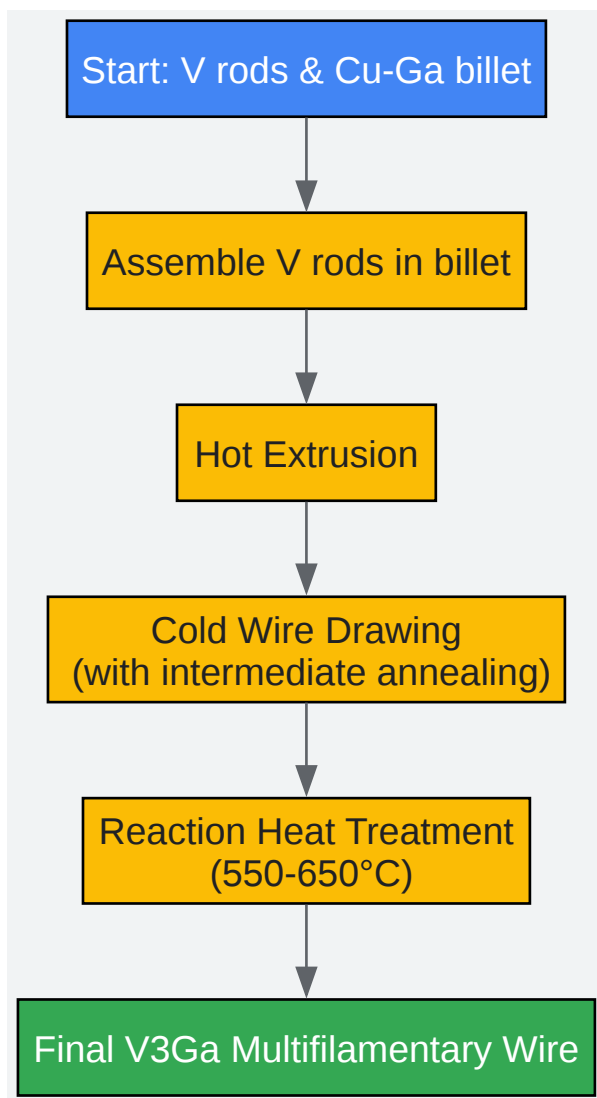 Start: V rods & Cu-Ga billet
Assemble V rods in billet
Hot Extrusion
Cold Wire Drawing
(with intermediate annealing)
Reaction Heat Treatment
(550-650°C)
Final V3Ga Multifilamentary Wire